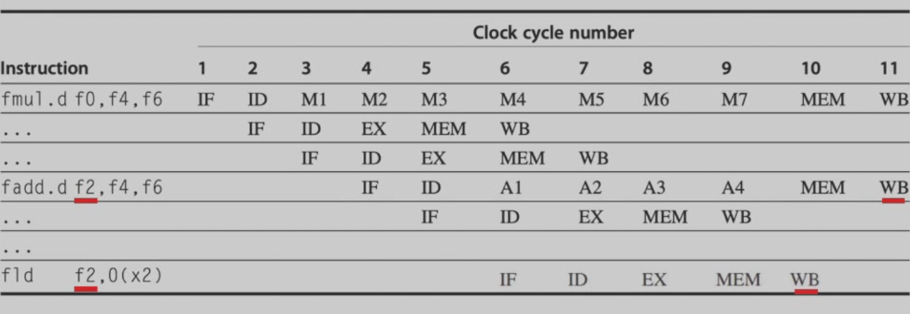 Clock cycle number
Instruction 1 2 3 4 5 6 7 8 9 10 11
fmul.d f0,f4,f6 IF ID M1 M2 M3 M4 M5 M6 M7 MEM WB
... IF ID EX MEM WB
... IF ID EX MEM WB
fadd.d f2,f4,f6 IF ID A1 A2 A3 A4 MEM WB
... IF ID EX MEM WB
...
fld f2,0(x2) IF ID EX MEM WB